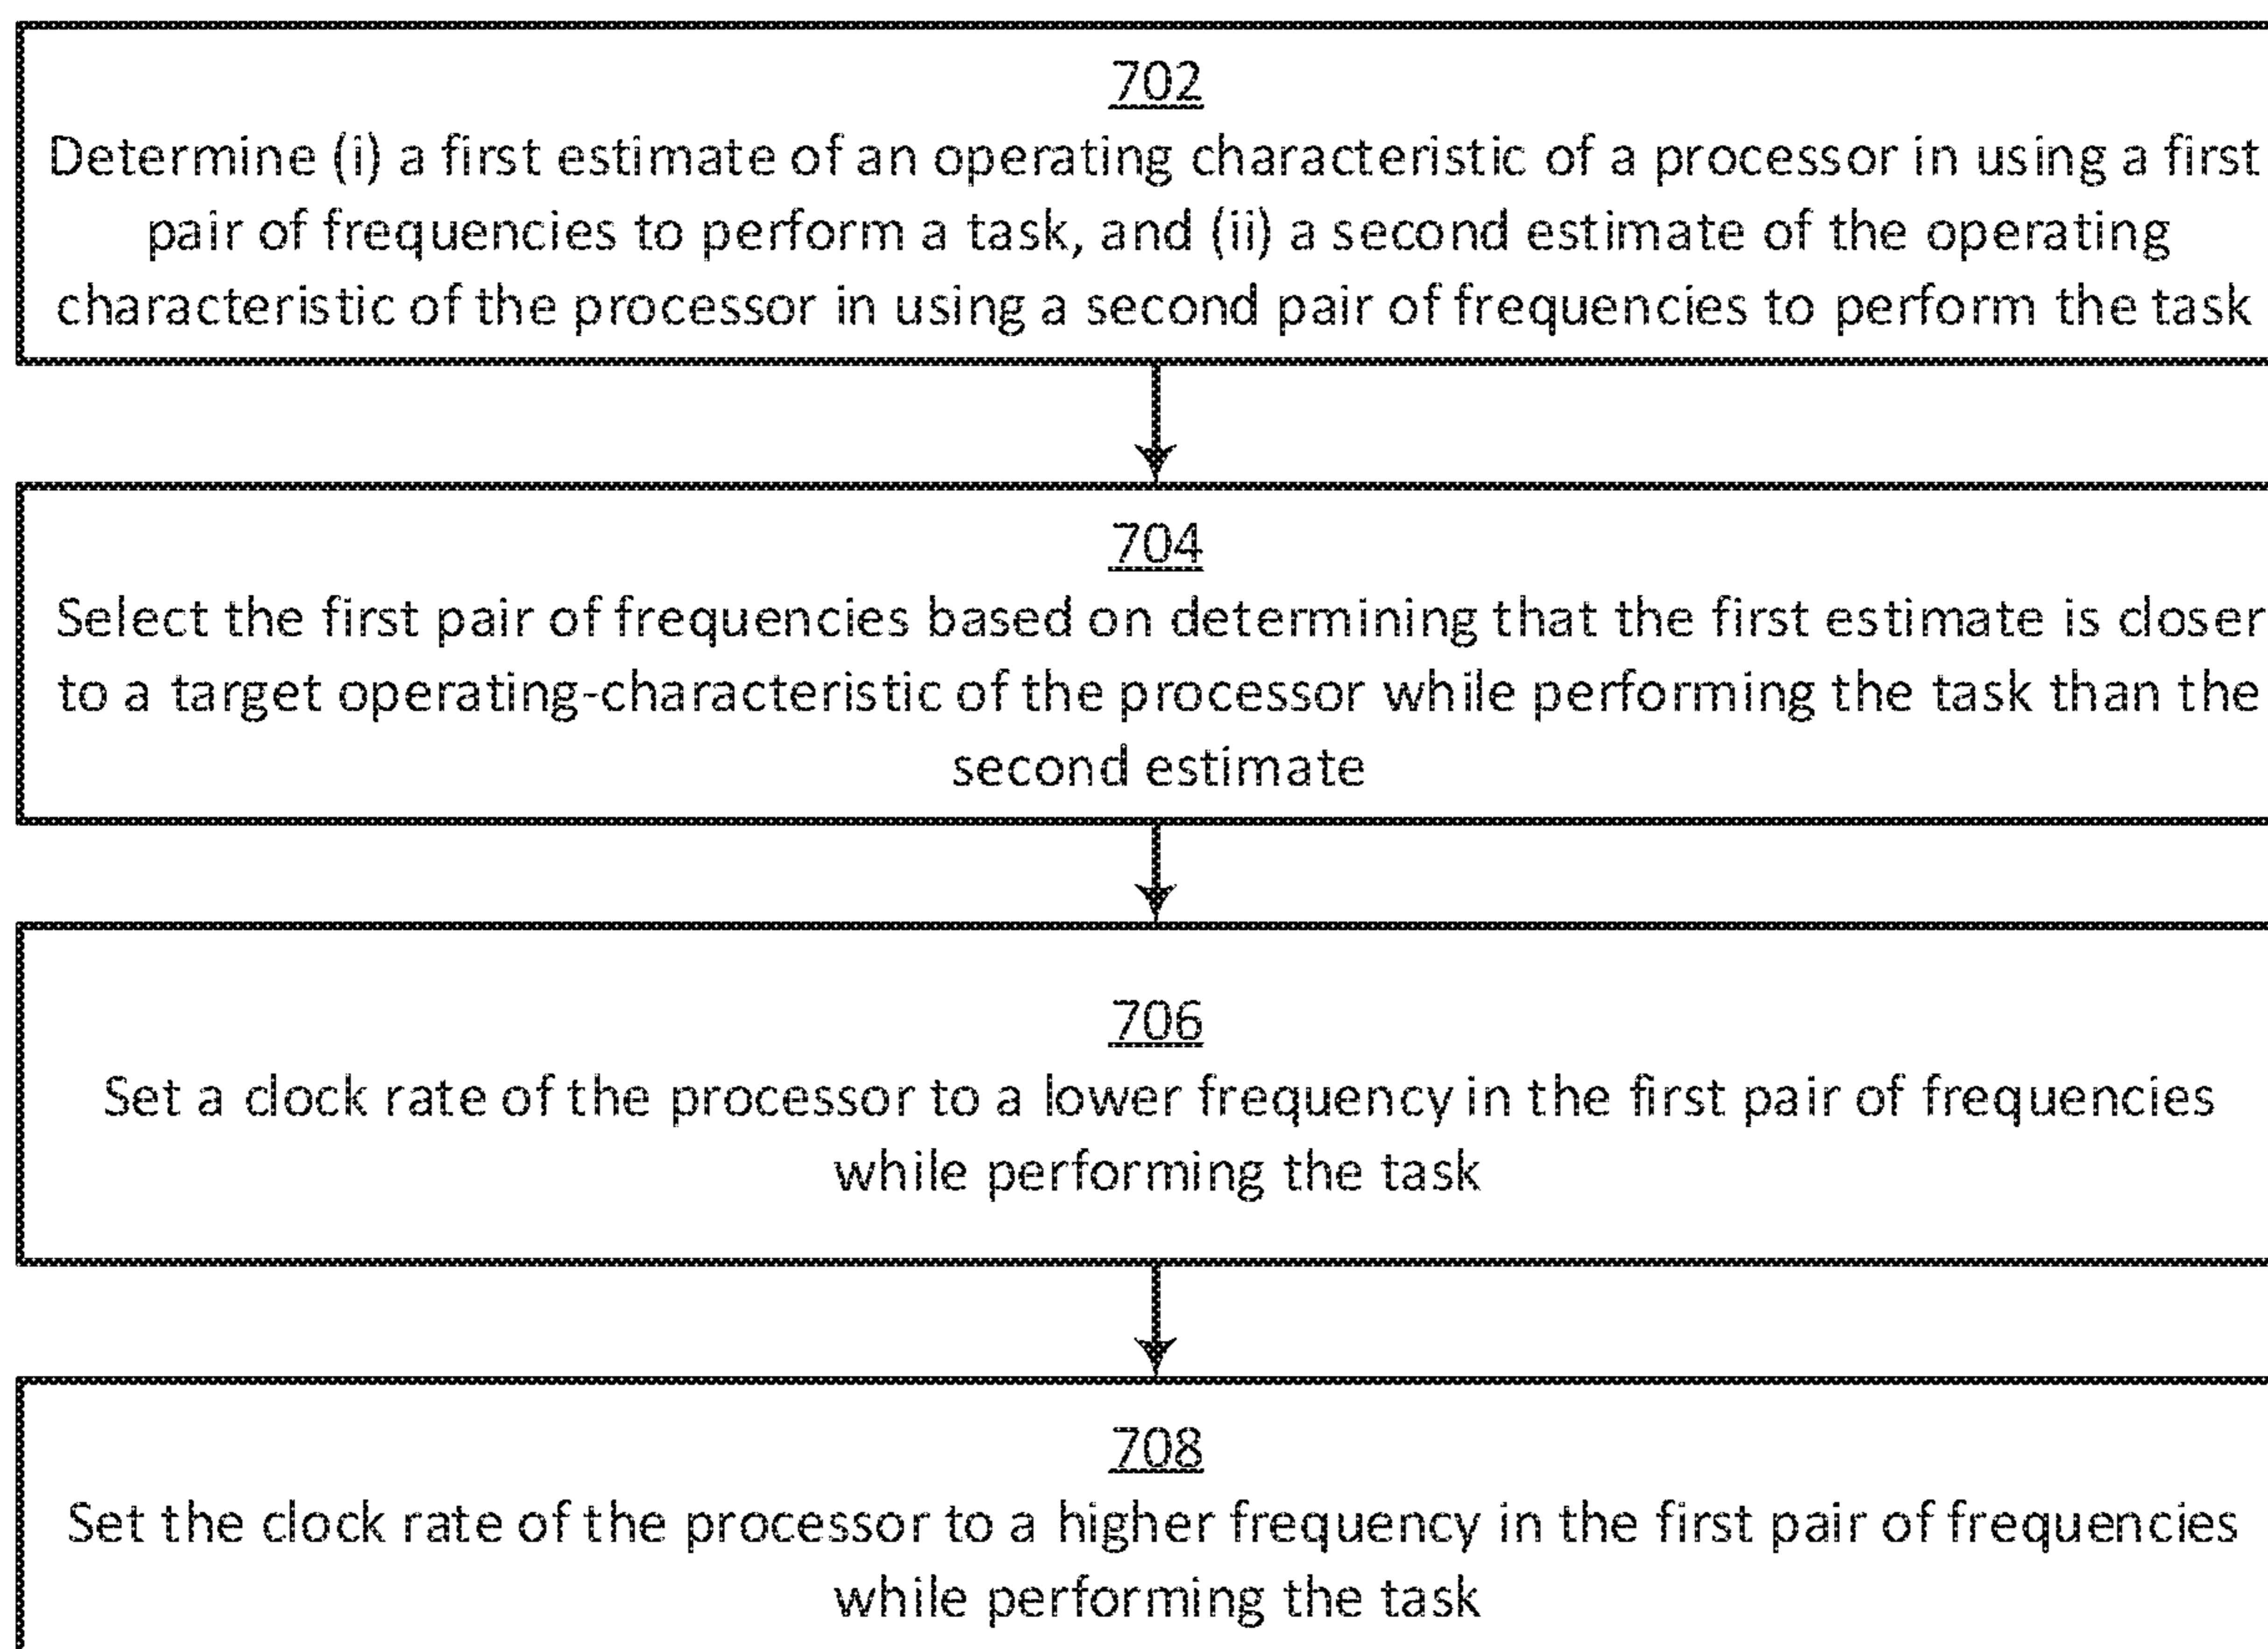 702
Determine (i) a first estimate of an operating characteristic of a processor in using a first
pair of frequencies to perform a task, and (ii) a second estimate of the operating
characteristic of the processor in using a second pair of frequencies to perform the task
704
Select the first pair of frequencies based on determining that the first estimate is closer
to a target operating-characteristic of the processor while performing the task than the
second estimate
706
Set a clock rate of the processor to a lower frequency in the first pair of frequencies
while performing the task
708
Set the clock rate of the processor to a higher frequency in the first pair of frequencies
while performing the task